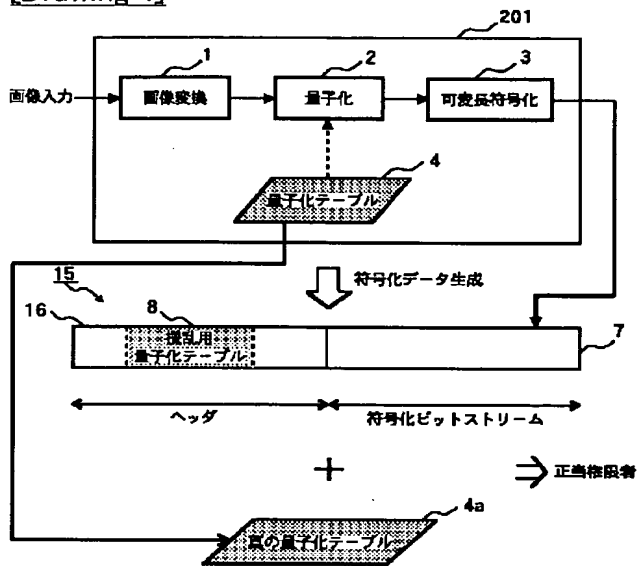 201
1
2
3
画像入力
画像変換
量子化
可変長符号化
4
量子化テーブル
15
符号化データ生成
16
8
撹乱用
量子化テーブル
7
ヘッダ
符号化ビットストリーム
+
正当権限者
4a
真の量子化テーブル